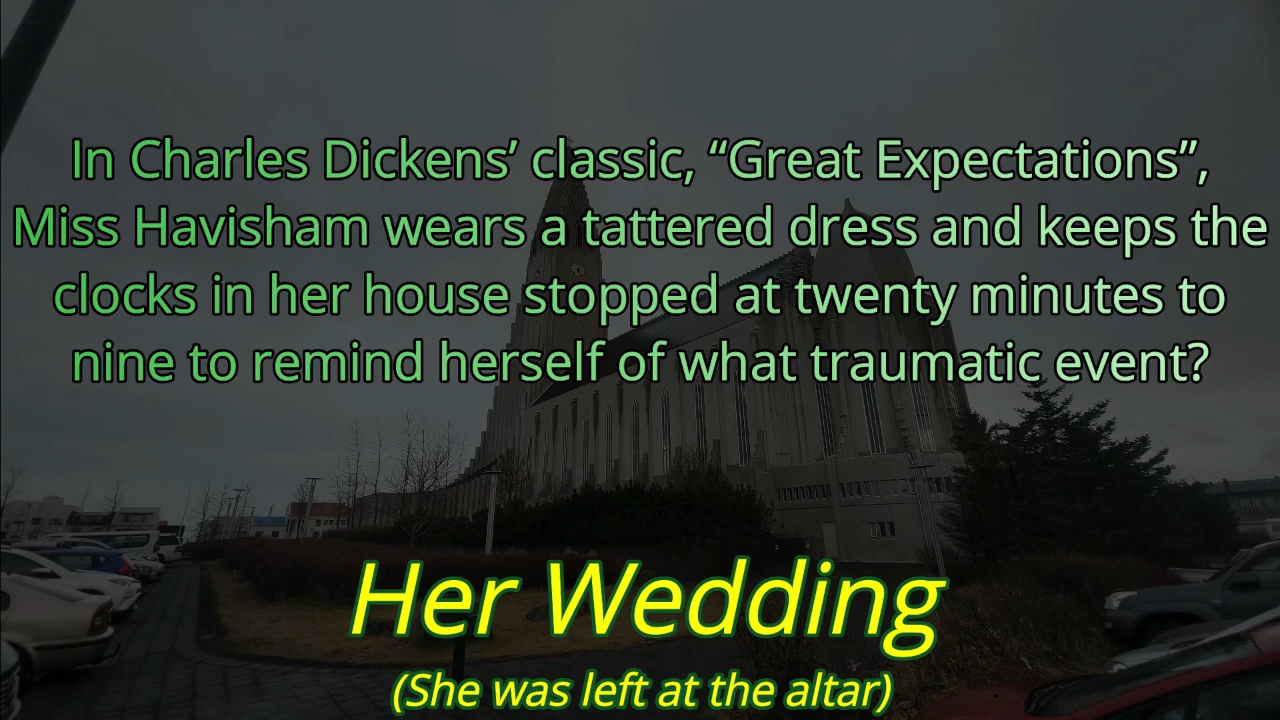 In Charles Dickens’ classic, “Great Expectations”,
Miss Havisham wears a tattered dress and keeps the
clocks in her house stopped at twenty minutes to
nine to remind herself of what traumatic event?
Her Wedding
(She was left at the altar)